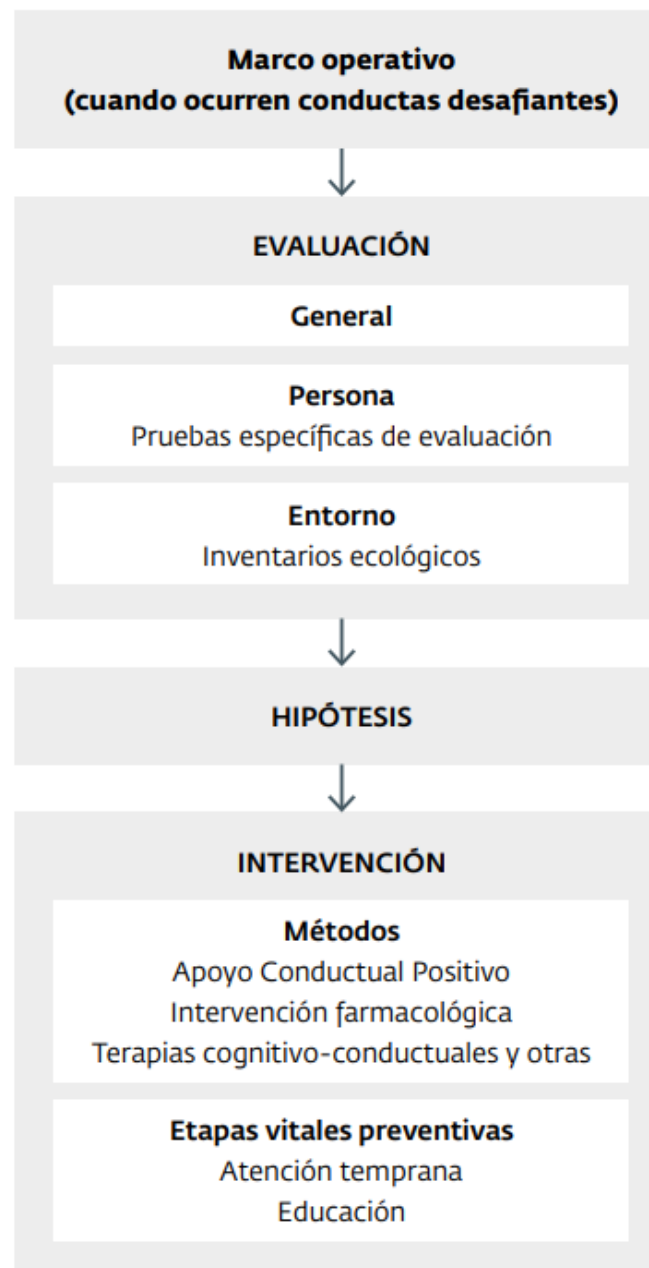 Marco operativo
(cuando ocurren conductas desafiantes)
EVALUACIÓN
General
Persona
Pruebas específicas de evaluación
Entorno
Inventarios ecológicos
HIPÓTESIS
INTERVENCIÓN
Métodos
Apoyo Conductual Positivo
Intervención farmacológica
Terapias cognitivo-conductuales y otras
Etapas vitales preventivas
Atención temprana
Educación